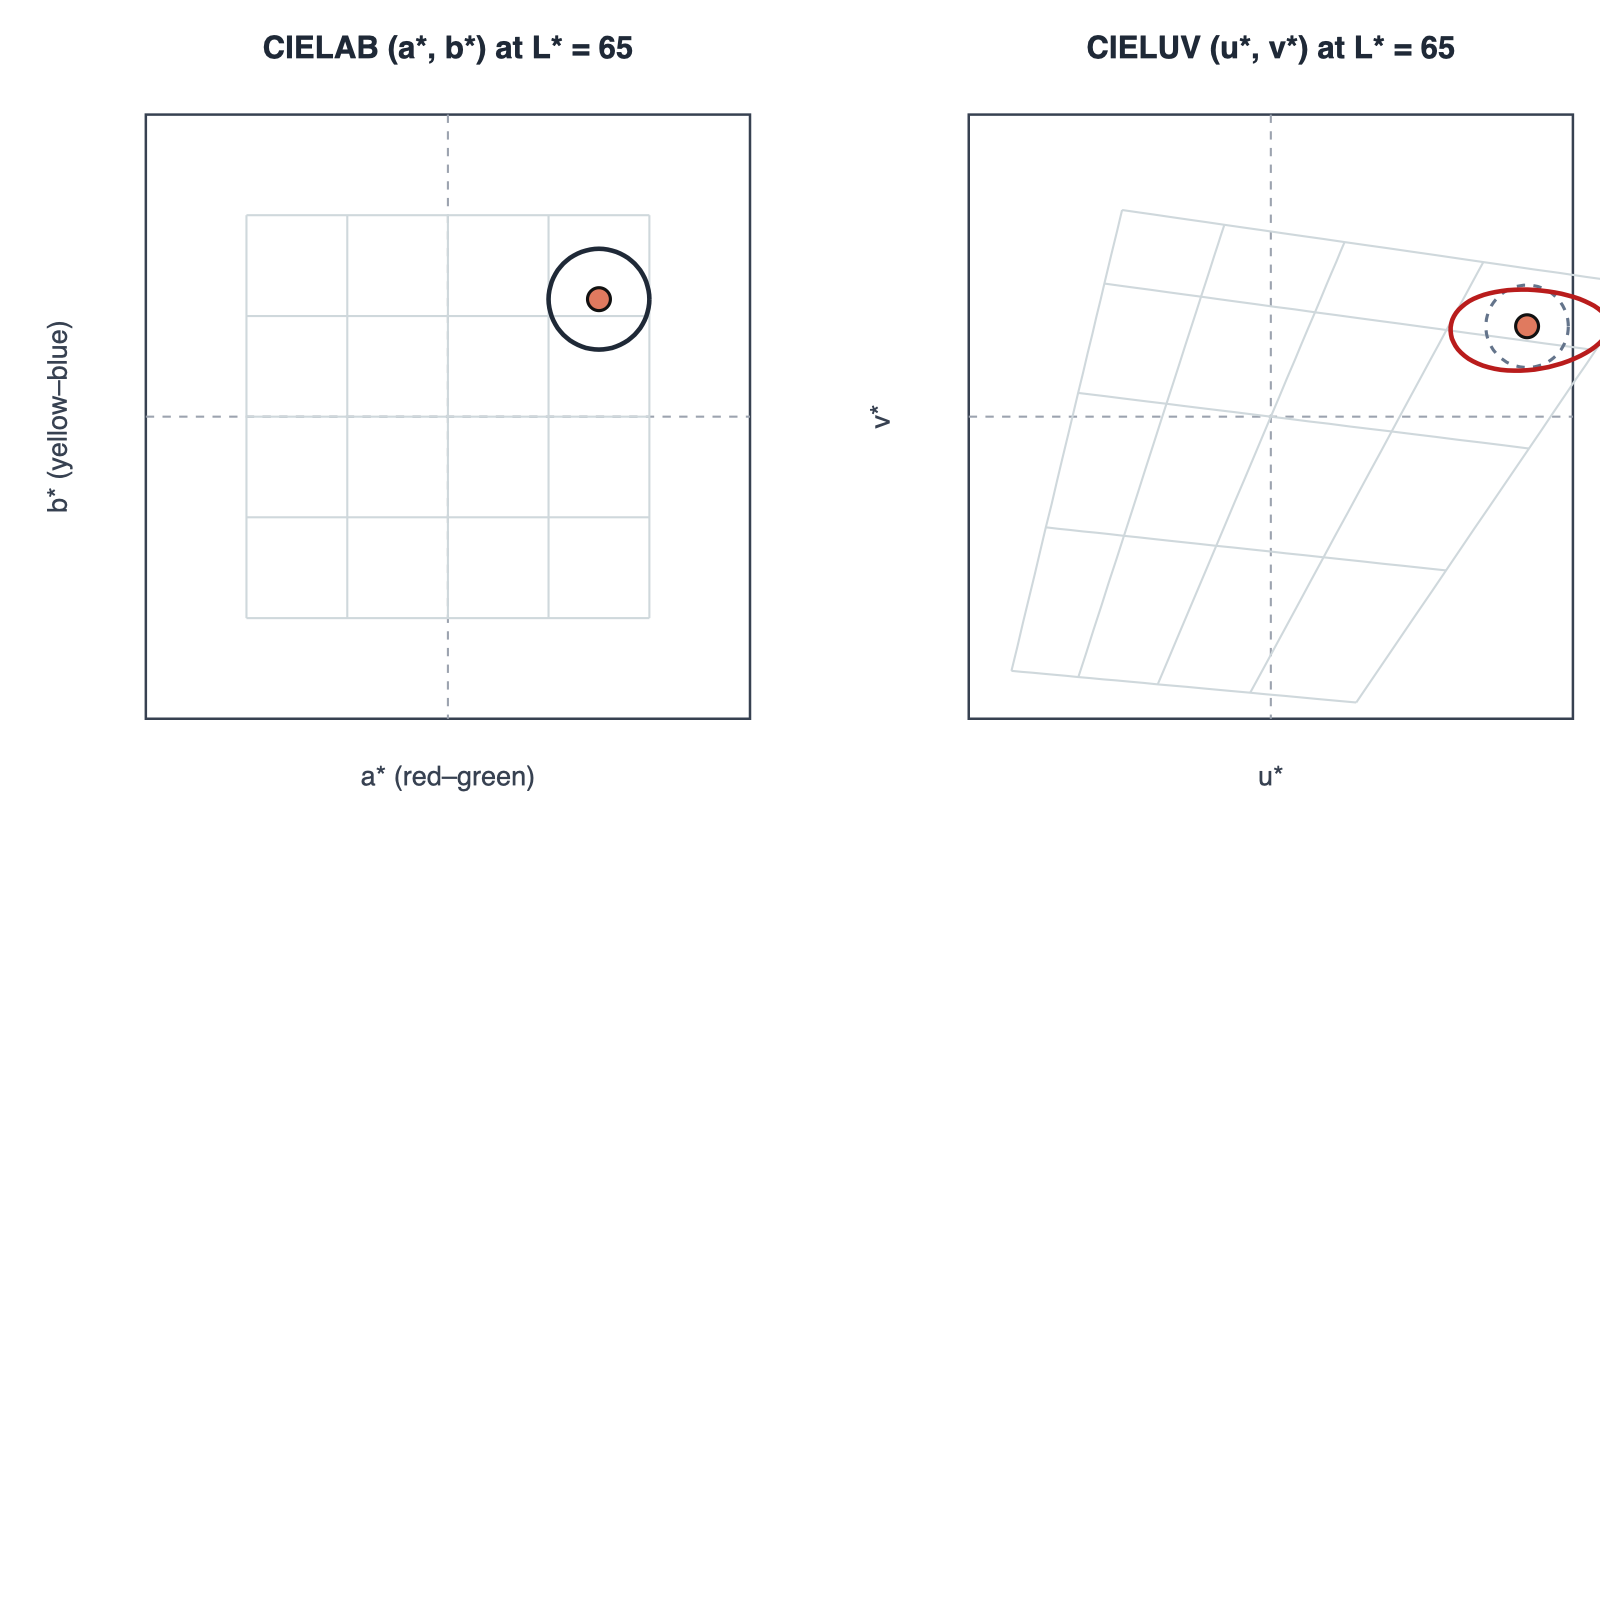 CIELAB (a*, b*) at L* = 65
CIELUV (u*, v*) at L* = 65
b* (yellow–blue)
v*
a* (red–green)
u*